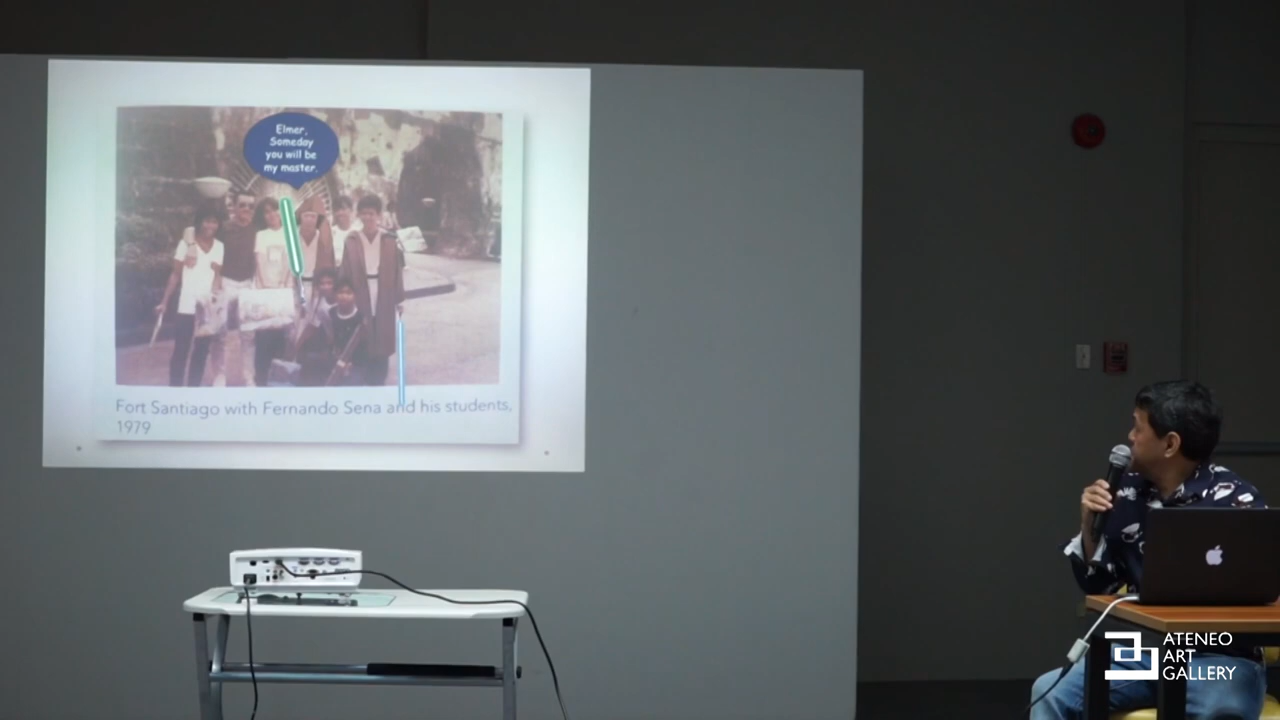 Elmer,
Someday
you will be
my master.
Fort Santiago with Fernando Sena and his students,
1979
ATENEO
ART
GALLERY